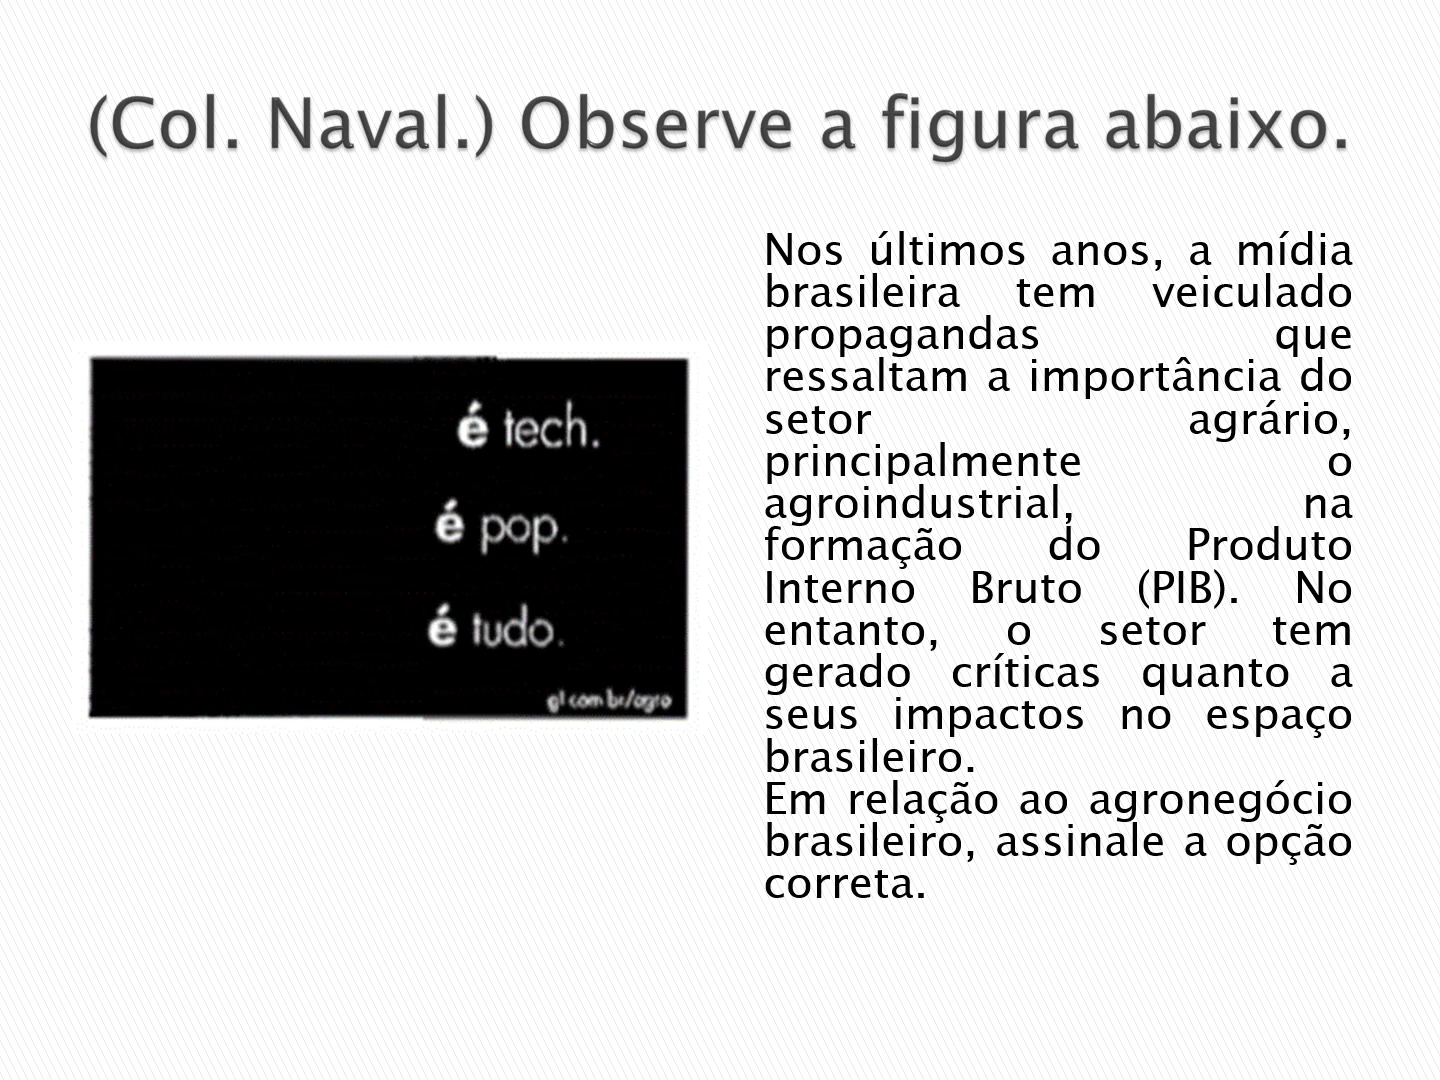 (Col. Naval.) Observe a figura abaixo.
é tech.
é pop.
é tudo.
g1.com.br/agro
Nos últimos anos, a mídia
brasileira tem veiculado
propagandas que
ressaltam a importância do
setor agrário,
principalmente o
agroindustrial, na
formação do Produto
Interno Bruto (PIB). No
entanto, o setor tem
gerado críticas quanto a
seus impactos no espaço
brasileiro.
Em relação ao agronegócio
brasileiro, assinale a opção
correta.